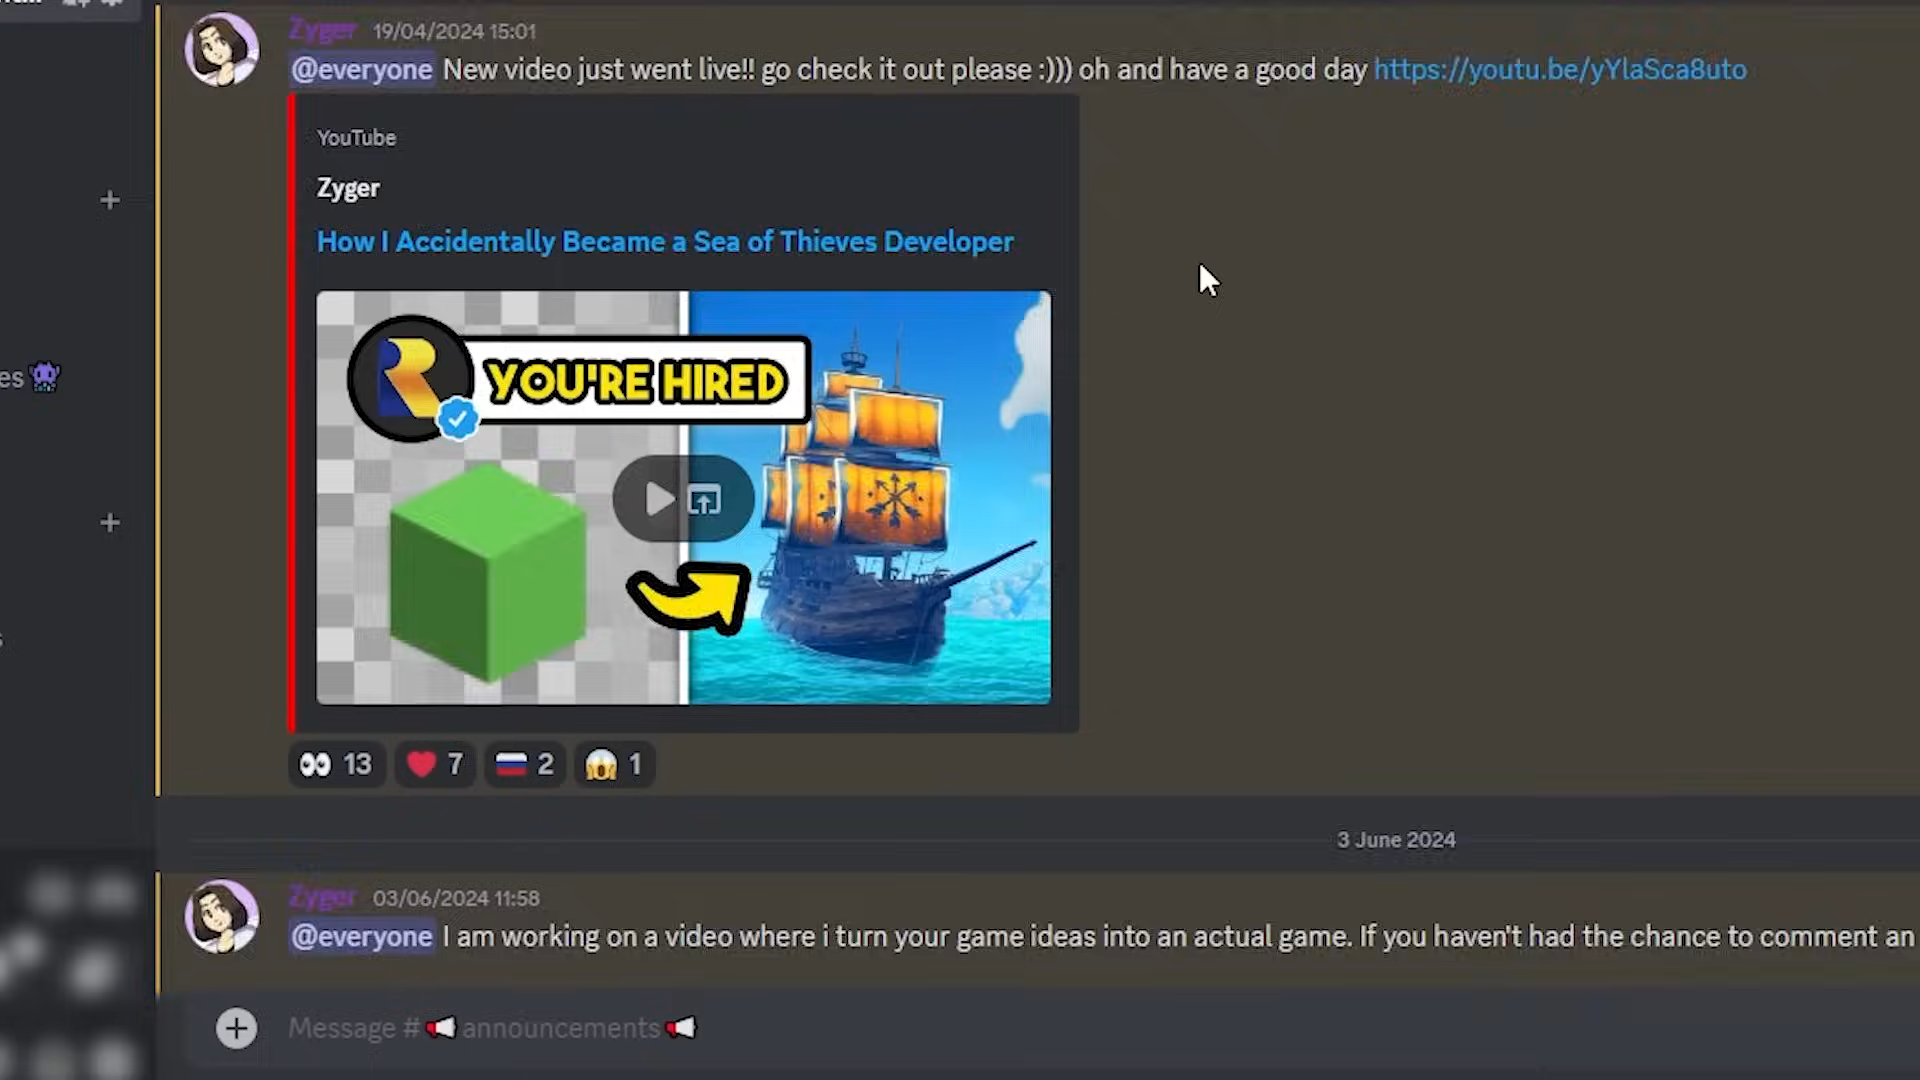 Zyger 19/04/2024 15:01
@everyone New video just went live!! go check it out please :))) oh and have a good day https://youtu.be/yYlaSca8uto
YouTube
Zyger
How I Accidentally Became a Sea of Thieves Developer
R YOU'RE HIRED
es
13 7 2 1
3 June 2024
Zyger 03/06/2024 11:58
@everyone I am working on a video where i turn your game ideas into an actual game. If you haven't had the chance to comment an
Message # announcements